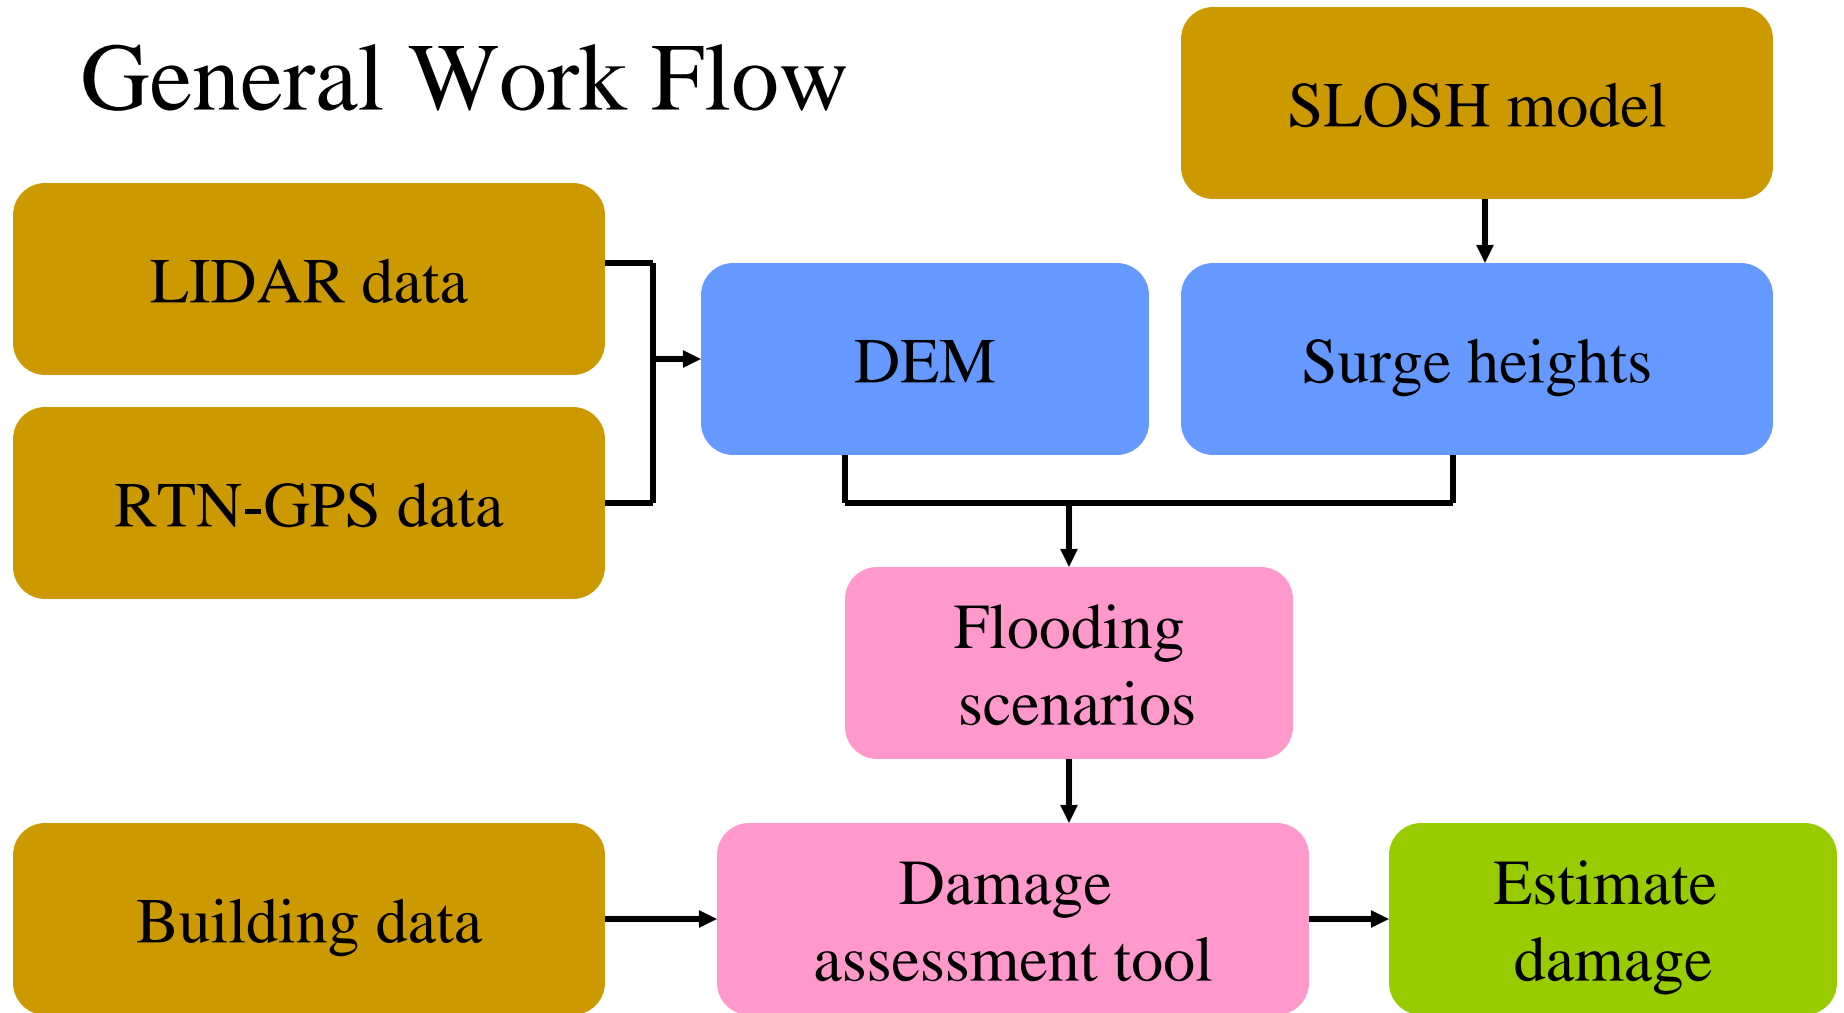 General Work Flow
SLOSH model
LIDAR data
DEM
Surge heights
RTN-GPS data
Flooding
scenarios
Building data
Damage
assessment tool
Estimate
damage